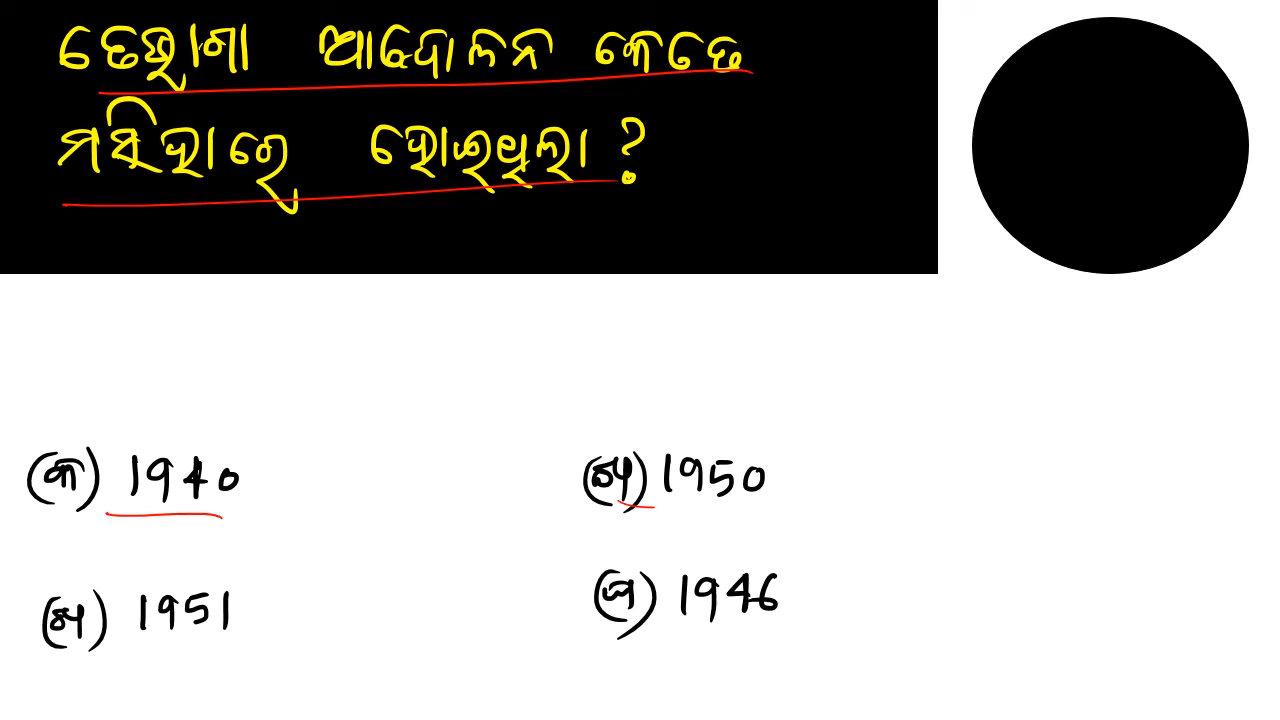 ତେଭାଗା ଆନ୍ଦୋଳନ କେତେ
ମସିହାରେ ହୋଇଥିଲା ?
(କ) 1940
1950
1951
1946